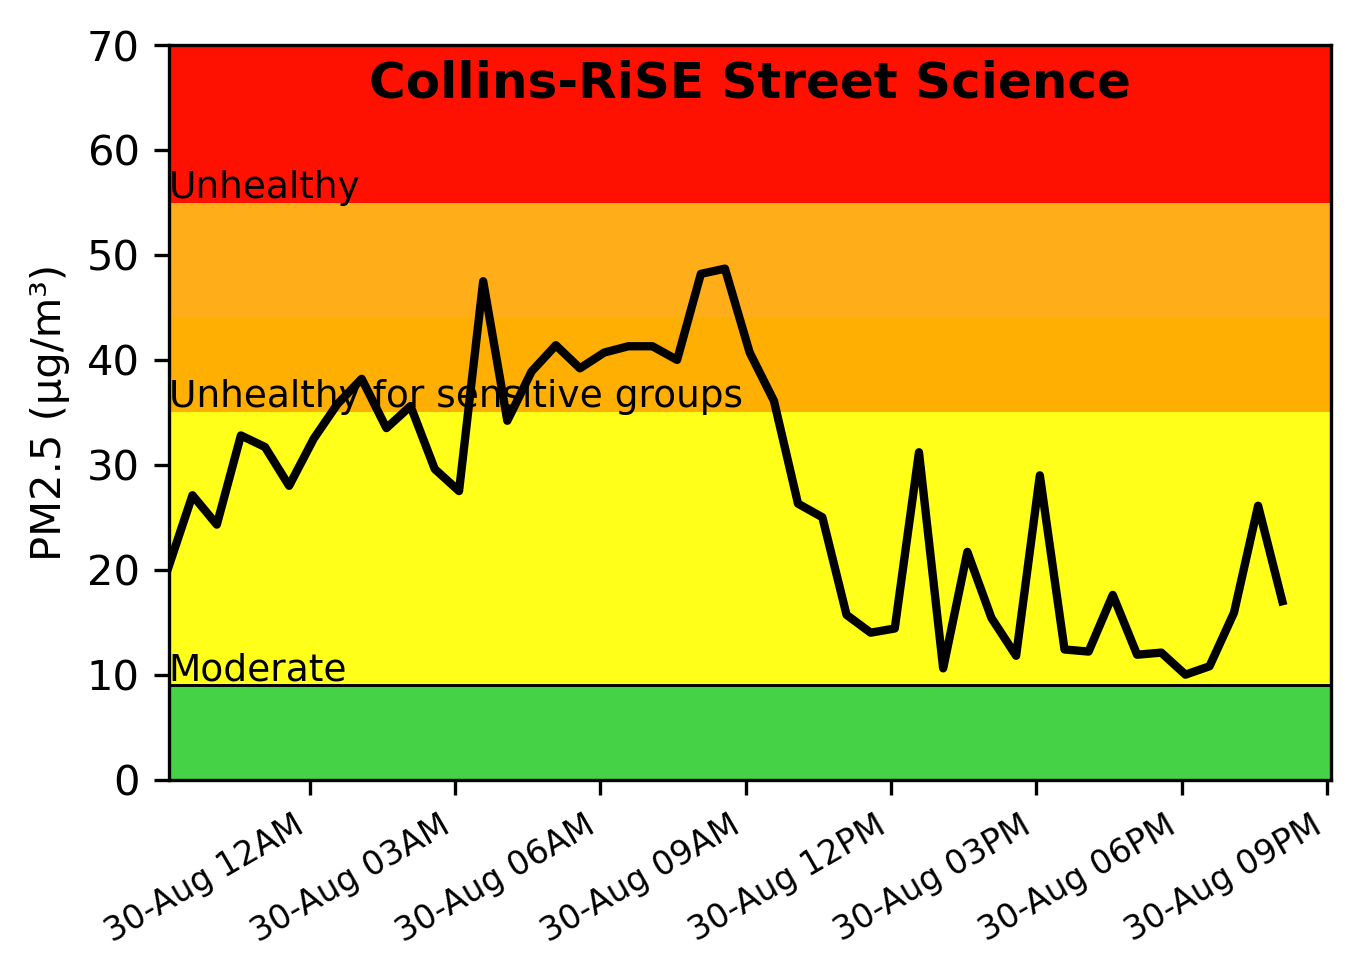 Collins-RiSE Street Science
PM2.5 (µg/m³)
70
60
50
40
30
20
10
0
Unhealthy
Unhealthy for sensitive groups
Moderate
30-Aug 12AM
30-Aug 03AM
30-Aug 06AM
30-Aug 09AM
30-Aug 12PM
30-Aug 03PM
30-Aug 06PM
30-Aug 09PM